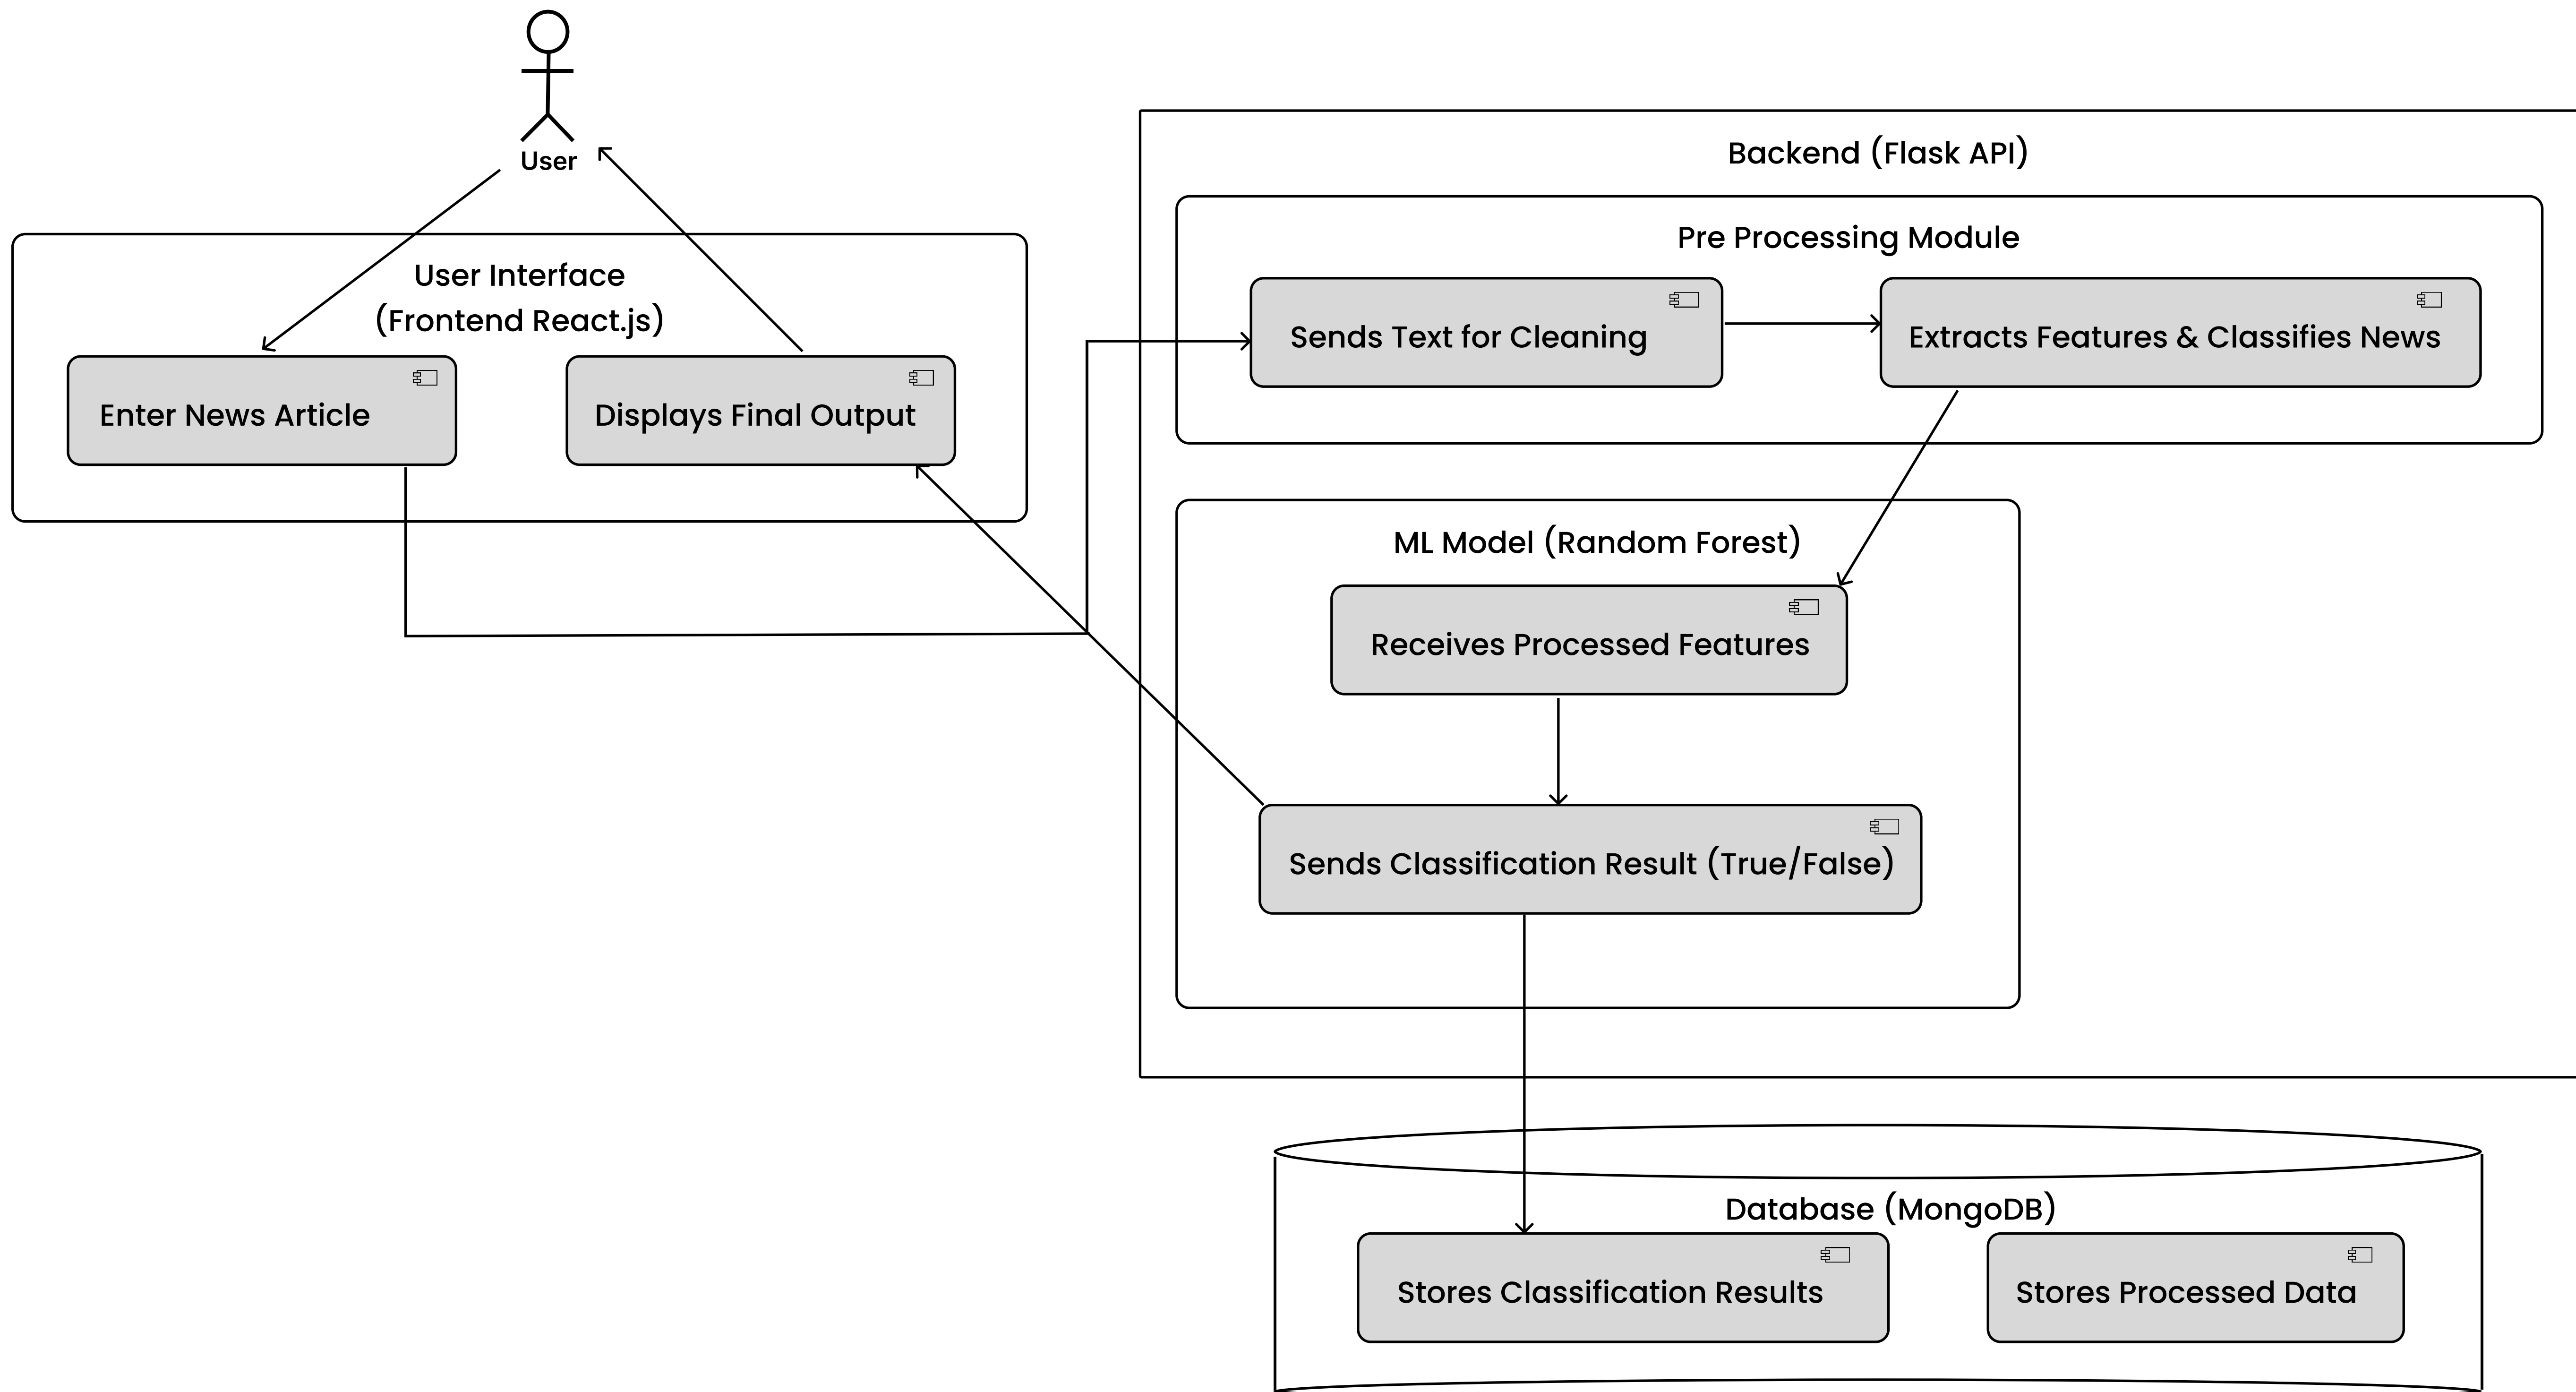 User
User Interface
(Frontend React.js)
Enter News Article
Displays Final Output
Backend (Flask API)
Pre Processing Module
Sends Text for Cleaning
Extracts Features & Classifies News
ML Model (Random Forest)
Receives Processed Features
Sends Classification Result (True/False)
Database (MongoDB)
Stores Classification Results
Stores Processed Data